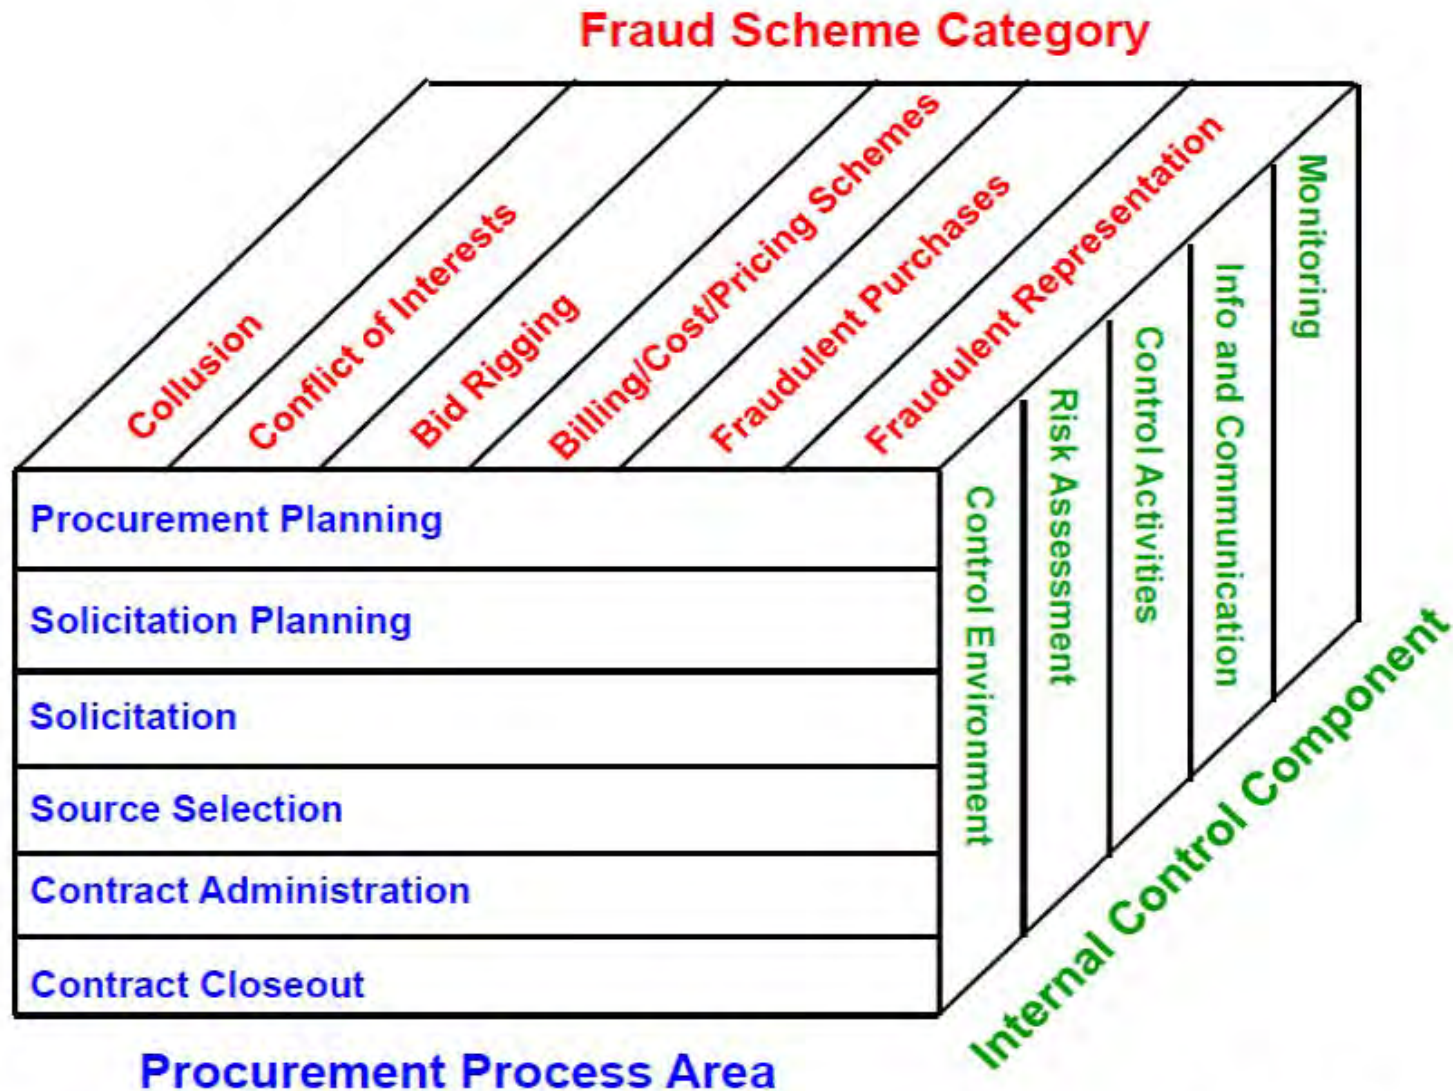 Fraud Scheme Category
Collusion
Conflict of Interests
Bid Rigging
Billing/Cost/Pricing Schemes
Fraudulent Purchases
Fraudulent Representation
Procurement Planning
Solicitation Planning
Solicitation
Source Selection
Contract Administration
Contract Closeout
Procurement Process Area
Control Environment
Risk Assessment
Control Activities
Info and Communication
Monitoring
Internal Control Component